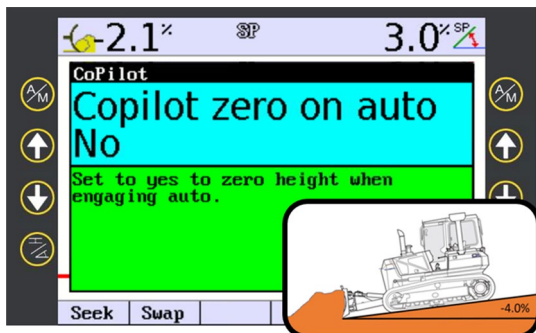 -2.1% SP 3.0% SP
CoPilot
Copilot zero on auto
No
Set to yes to zero height when
engaging auto.
A/M
A/M
H/
Seek Swap
-4.0%